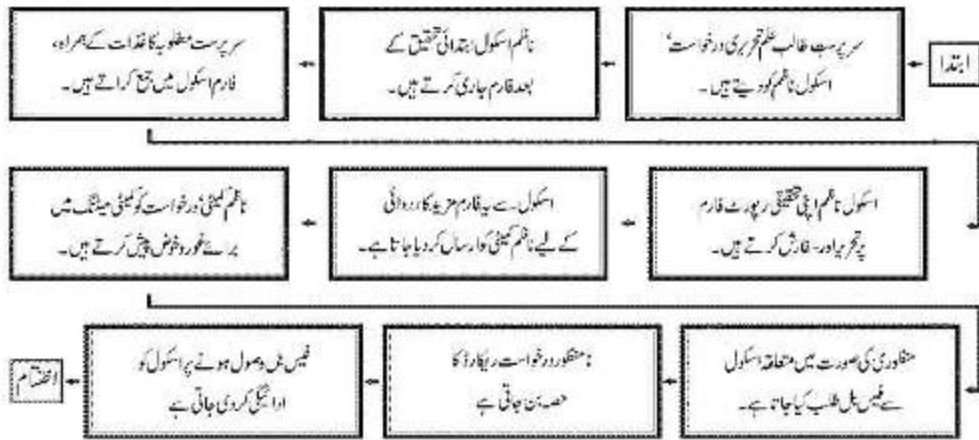 ابتدا
سرپرست طالب علم تحریری درخواست‘
اسکول ناظم کو دیتے ہیں ۔
ناظم اسکول ابتدائی تحقیق کے
بعد فارم جاری کرتے ہیں ۔
سرپرست مطلوبہ کاغذات کے ہمراہ،
فارم اسکول میں جمع کراتے ہیں ۔
اسکول ناظم اپنی تحقیقی رپورٹ فارم
پر تحریر اور سفارش کرتے ہیں ۔
اسکول سے یہ فارم مزید کارروائی
کے لیے ناظم کمیٹی کو ارسال کر دیا جاتا ہے ۔
ناظم کمیٹی‘ درخواست کو کمیٹی میٹنگ میں
برائے غور و خوض پیش کرتے ہیں ۔
منظوری کی صورت میں متعلقہ اسکول
سے فیس بل طلب کیا جاتا ہے ۔
نامنظور درخواست ریکارڈ کا
حصہ بن جاتی ہے
فیس بل وصول ہونے پر اسکول کو
ادائیگی کر دی جاتی ہے
اختتام